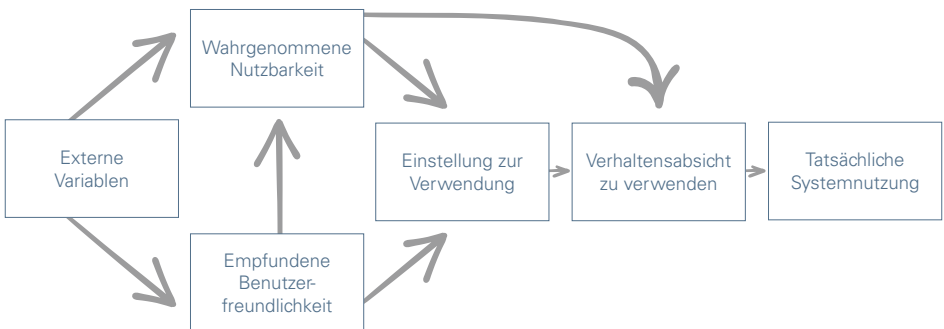 Wahrgenommene
Nutzbarkeit
Externe
Variablen
Einstellung zur
Verwendung
Verhaltensabsicht
zu verwenden
Tatsächliche
Systemnutzung
Empfundene
Benutzer-
freundlichkeit